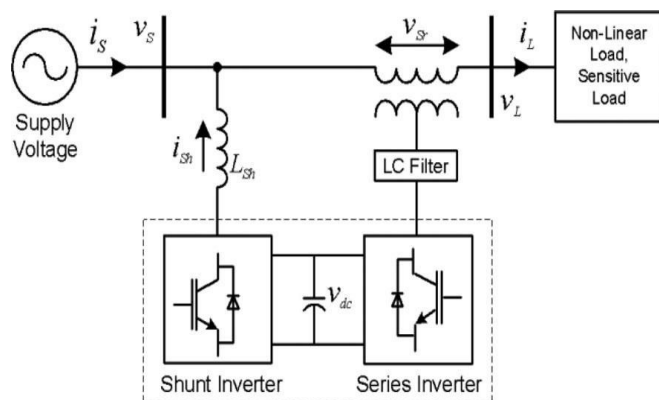 i_S
v_S
v_Sr
i_L
Non-Linear
Load,
Sensitive
Load
v_L
Supply
Voltage
i_Sh
L_Sh
LC Filter
v_dc
Shunt Inverter
Series Inverter